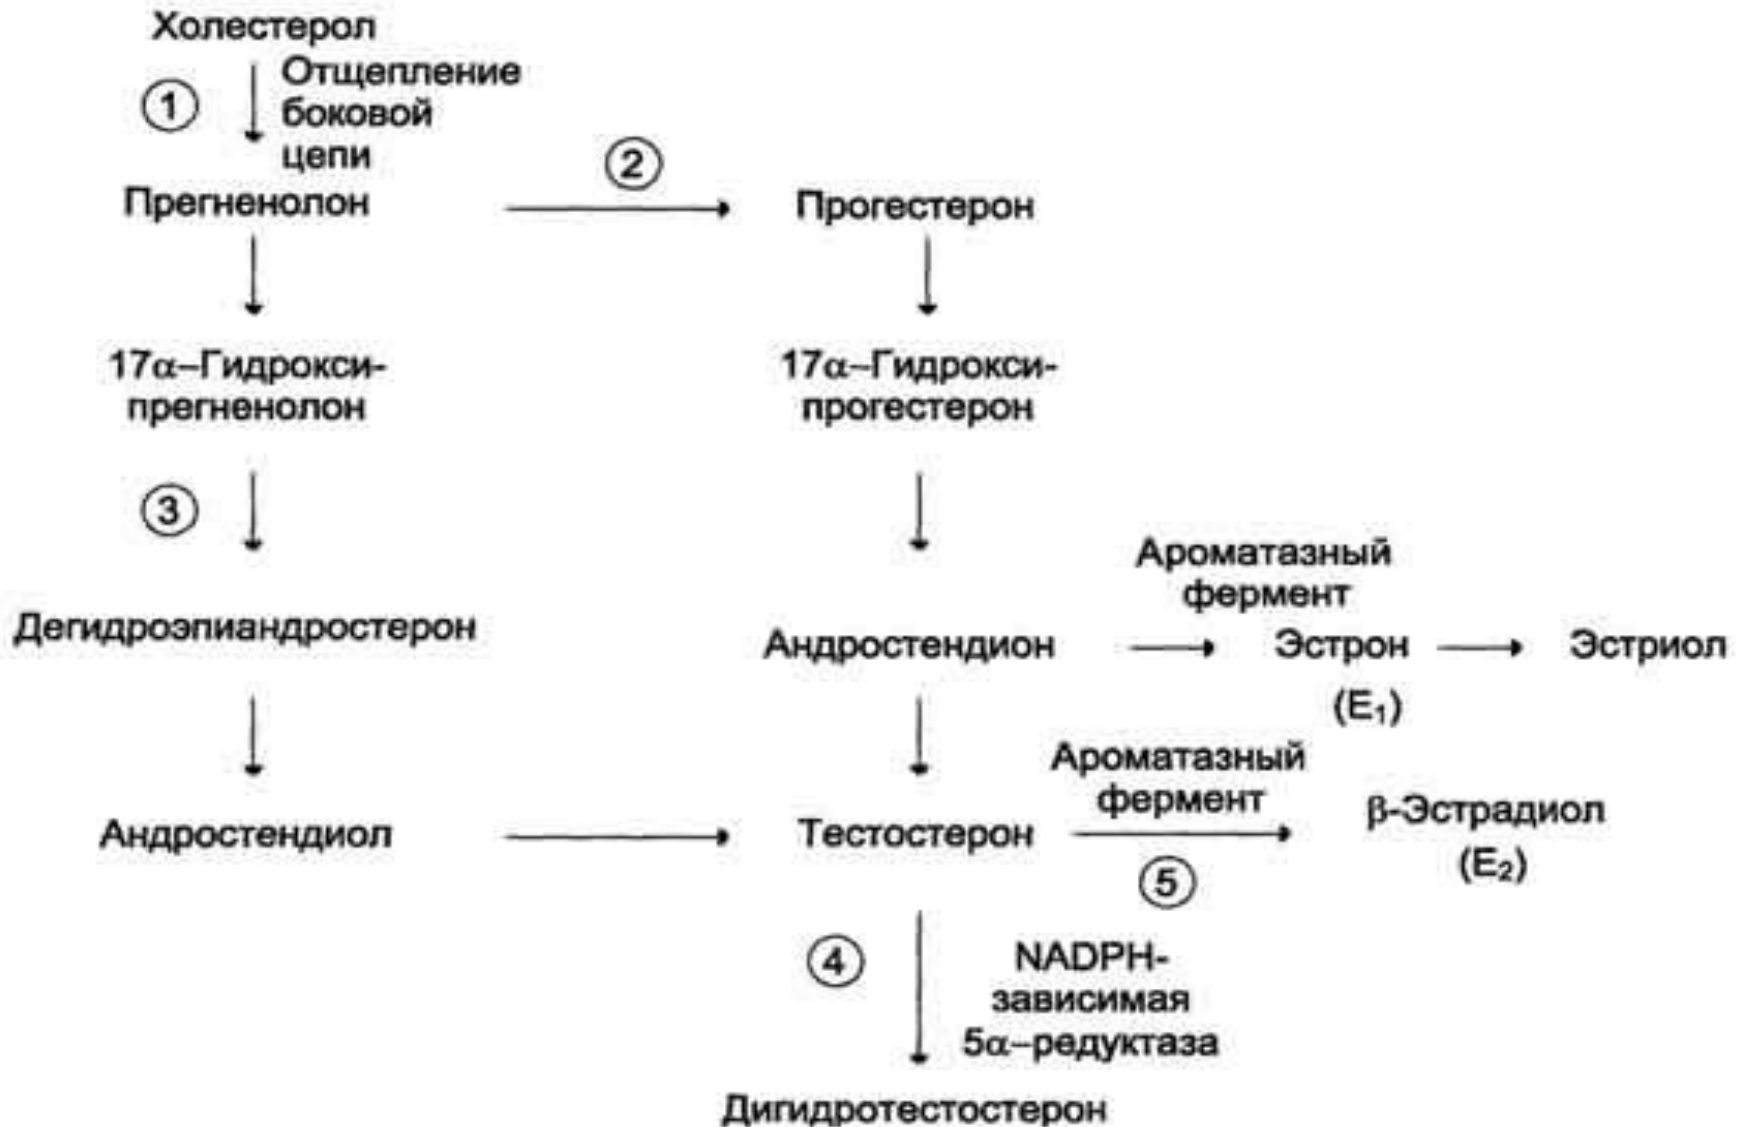 Холестерол
Отщепление
боковой
цепи
①
②
Прегненолон
Прогестерон
17α–Гидрокси-
прегненолон
17α–Гидрокси-
прогестерон
③
Ароматазный
фермент
Дегидроэпиандростерон
Андростендион
Эстрон
Эстриол
(E₁)
Ароматазный
фермент
β-Эстрадиол
(E₂)
Андростендиол
Тестостерон
⑤
④
NADPH-
зависимая
5α–редуктаза
Дигидротестостерон